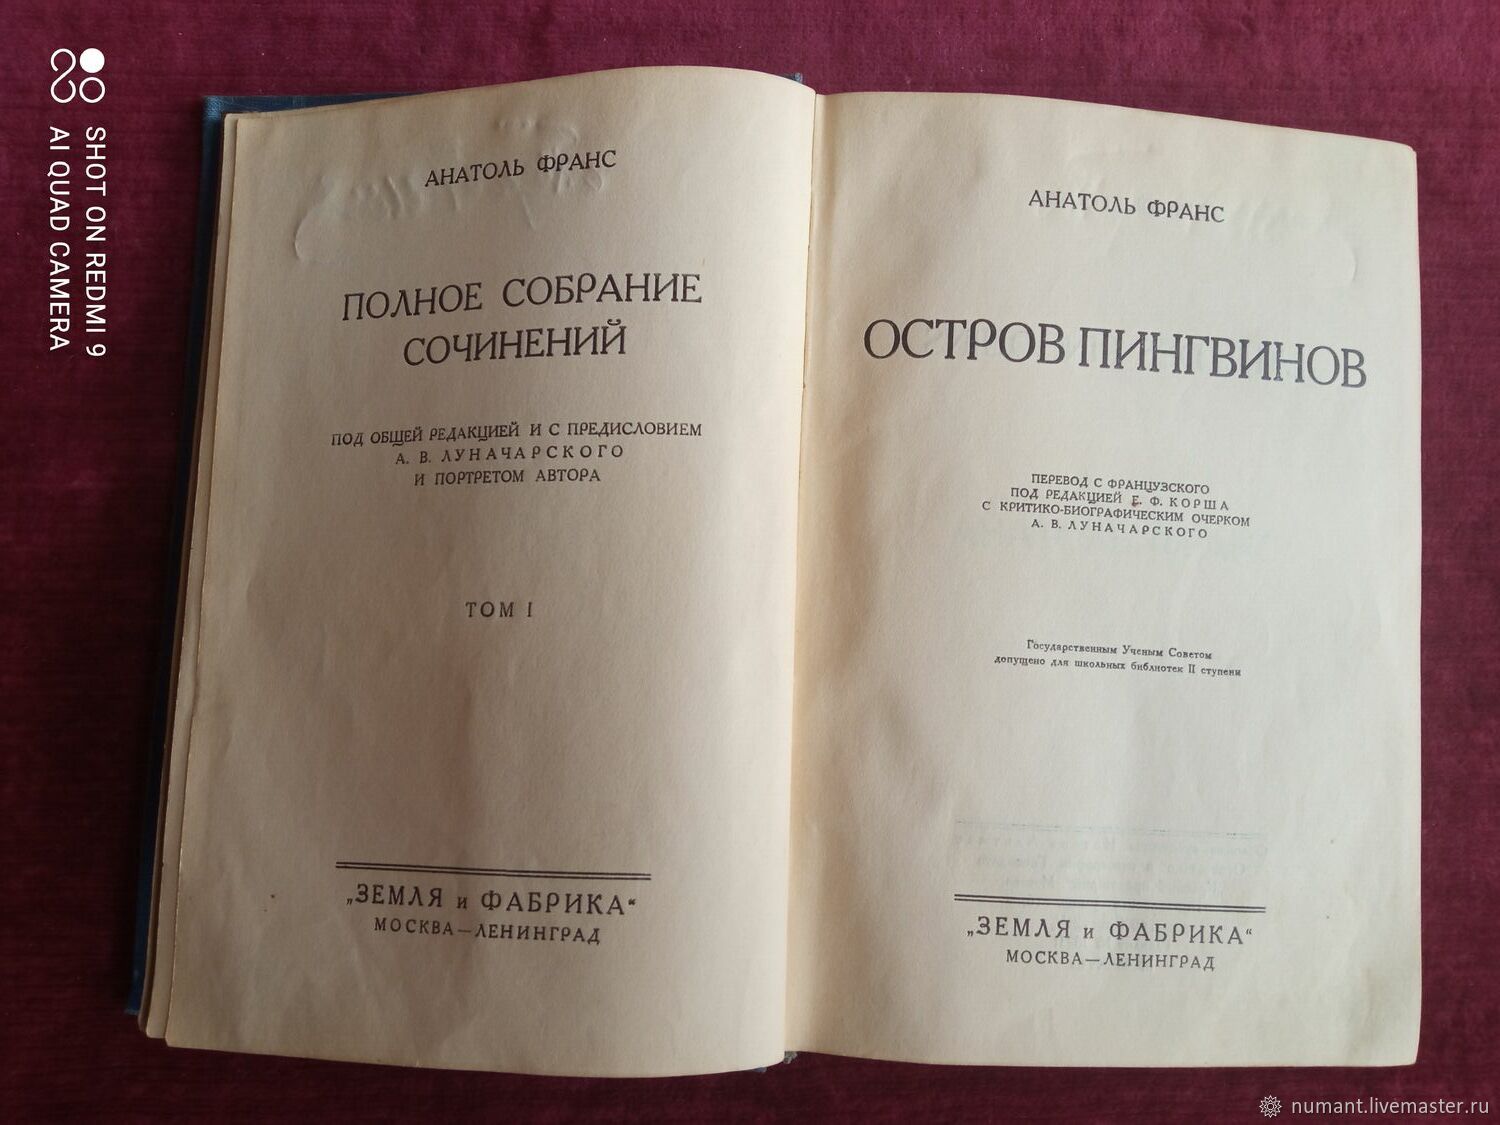 SHOT ON REDMI 9
AI QUAD CAMERA
АНАТОЛЬ ФРАНС
ПОЛНОЕ СОБРАНИЕ
СОЧИНЕНИЙ
ПОД ОБЩЕЙ РЕДАКЦИЕЙ И С ПРЕДИСЛОВИЕМ
А. В. ЛУНАЧАРСКОГО
И ПОРТРЕТОМ АВТОРА
ТОМ I
„ЗЕМЛЯ и ФАБРИКА“
МОСКВА—ЛЕНИНГРАД
АНАТОЛЬ ФРАНС
ОСТРОВ ПИНГВИНОВ
ПЕРЕВОД С ФРАНЦУЗСКОГО
ПОД РЕДАКЦИЕЙ Е. Ф. КОРША
С КРИТИКО-БИОГРАФИЧЕСКИМ ОЧЕРКОМ
А. В. ЛУНАЧАРСКОГО
Государственным Ученым Советом
допущено для школьных библиотек II ступени
„ЗЕМЛЯ и ФАБРИКА“
МОСКВА—ЛЕНИНГРАД
numant.livemaster.ru